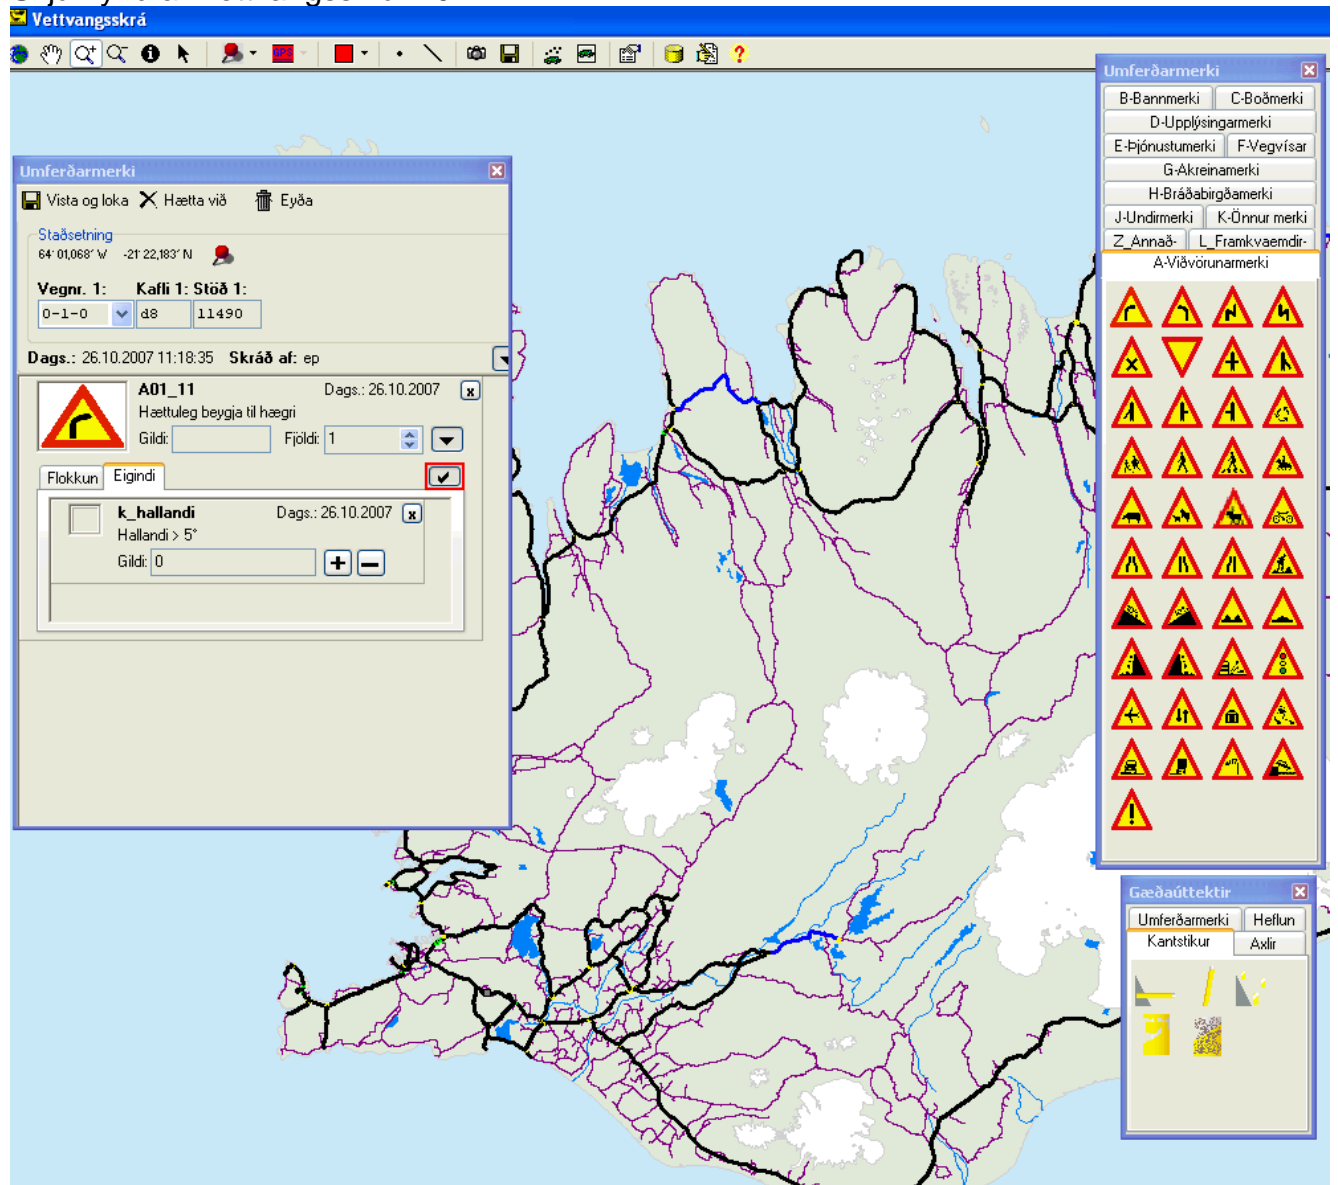 Vettvangsskrá
GPS
Umferðarmerki
B-Bannmerki
C-Boðmerki
D-Upplýsingarmerki
E-Þjónustumerki
F-Vegvísar
G-Akreinamerki
H-Bráðabirgðamerki
J-Undirmerki
K-Önnur merki
Z_Annað-
L_Framkvaemdir-
A-Viðvörunarmerki
Umferðarmerki
Vista og loka
Hætta við
Eyða
Staðsetning
64° 01,068' W -21° 22,183' N
Vegnr. 1: Kafli 1: Stöð 1:
0-1-0 d8 11490
Dags.: 26.10.2007 11:18:35 Skráð af: ep
A01_11 Dags.: 26.10.2007
Hættuleg beygja til hægri
Gildi: Fjöldi: 1
Flokkun Eigindi
k_hallandi Dags.: 26.10.2007
Hallandi > 5°
Gildi: 0
Gæðaúttektir
Umferðarmerki Heflun
Kantstikur Axlir